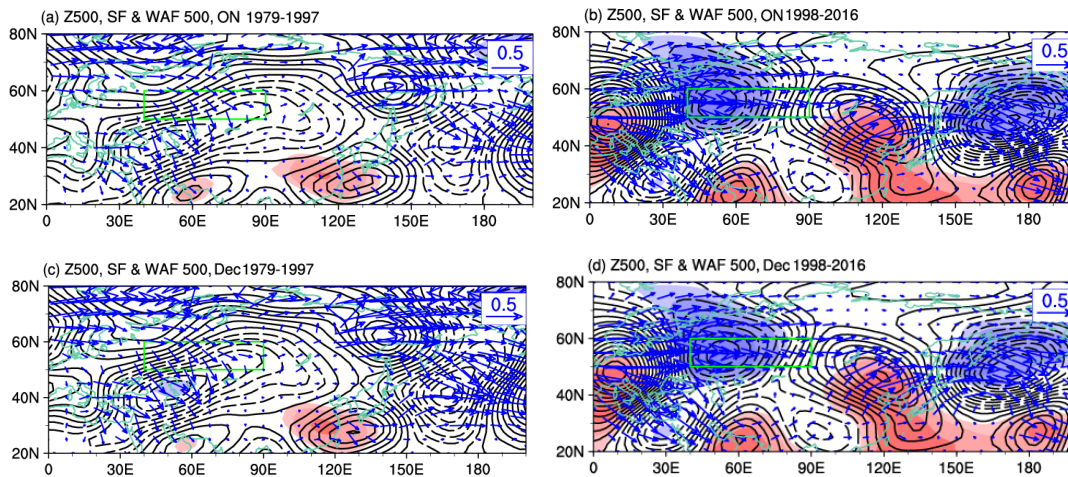 (a) Z500, SF & WAF 500, ON 1979-1997
80N
60N
40N
20N
0 30E 60E 90E 120E 150E 180
0.5
(b) Z500, SF & WAF 500, ON 1998-2016
80N
60N
40N
20N
0 30E 60E 90E 120E 150E 180
0.5
(c) Z500, SF & WAF 500, Dec 1979-1997
80N
60N
40N
20N
0 30E 60E 90E 120E 150E 180
0.5
(d) Z500, SF & WAF 500, Dec 1998-2016
80N
60N
40N
20N
0 30E 60E 90E 120E 150E 180
0.5